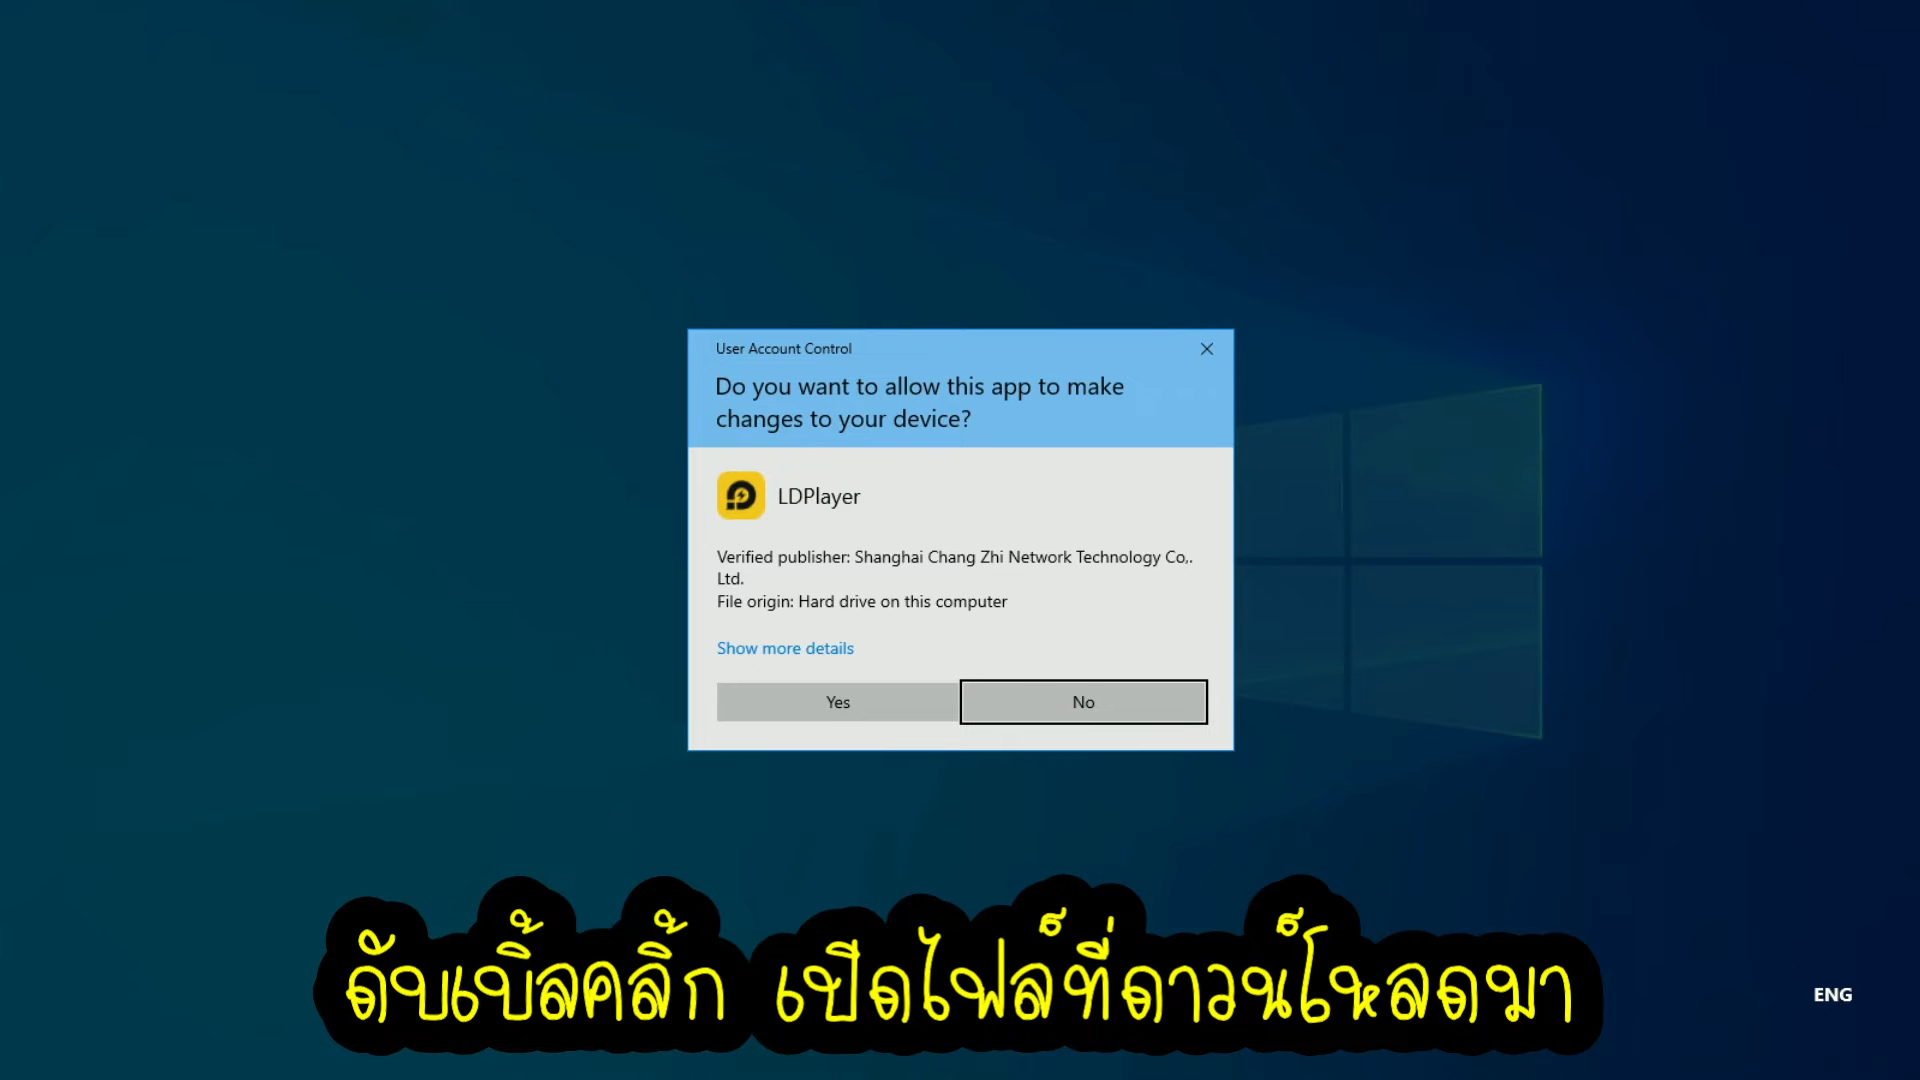 User Account Control
Do you want to allow this app to make
changes to your device?
LDPlayer
Verified publisher: Shanghai Chang Zhi Network Technology Co,.
Ltd.
File origin: Hard drive on this computer
Show more details
Yes
No
ดับเบิ้ลคลิ้ก เปิดไฟล์ที่ดาวน์โหลดมา
ENG